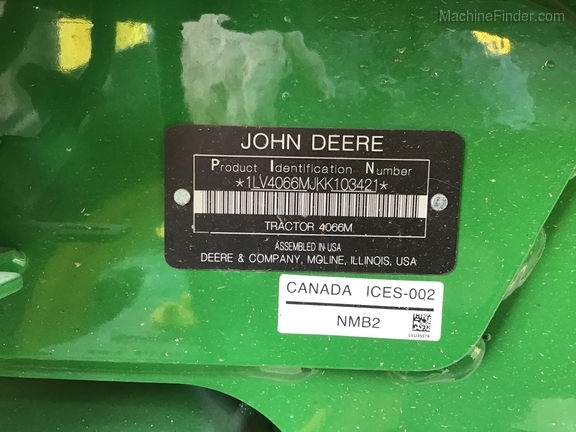 MachineFinder.com
JOHN DEERE
Product Identification Number
*1LV4066MJKK103421*
TRACTOR 4066M
ASSEMBLED IN USA
DEERE & COMPANY, MOLINE, ILLINOIS, USA
CANADA ICES-002
NMB2